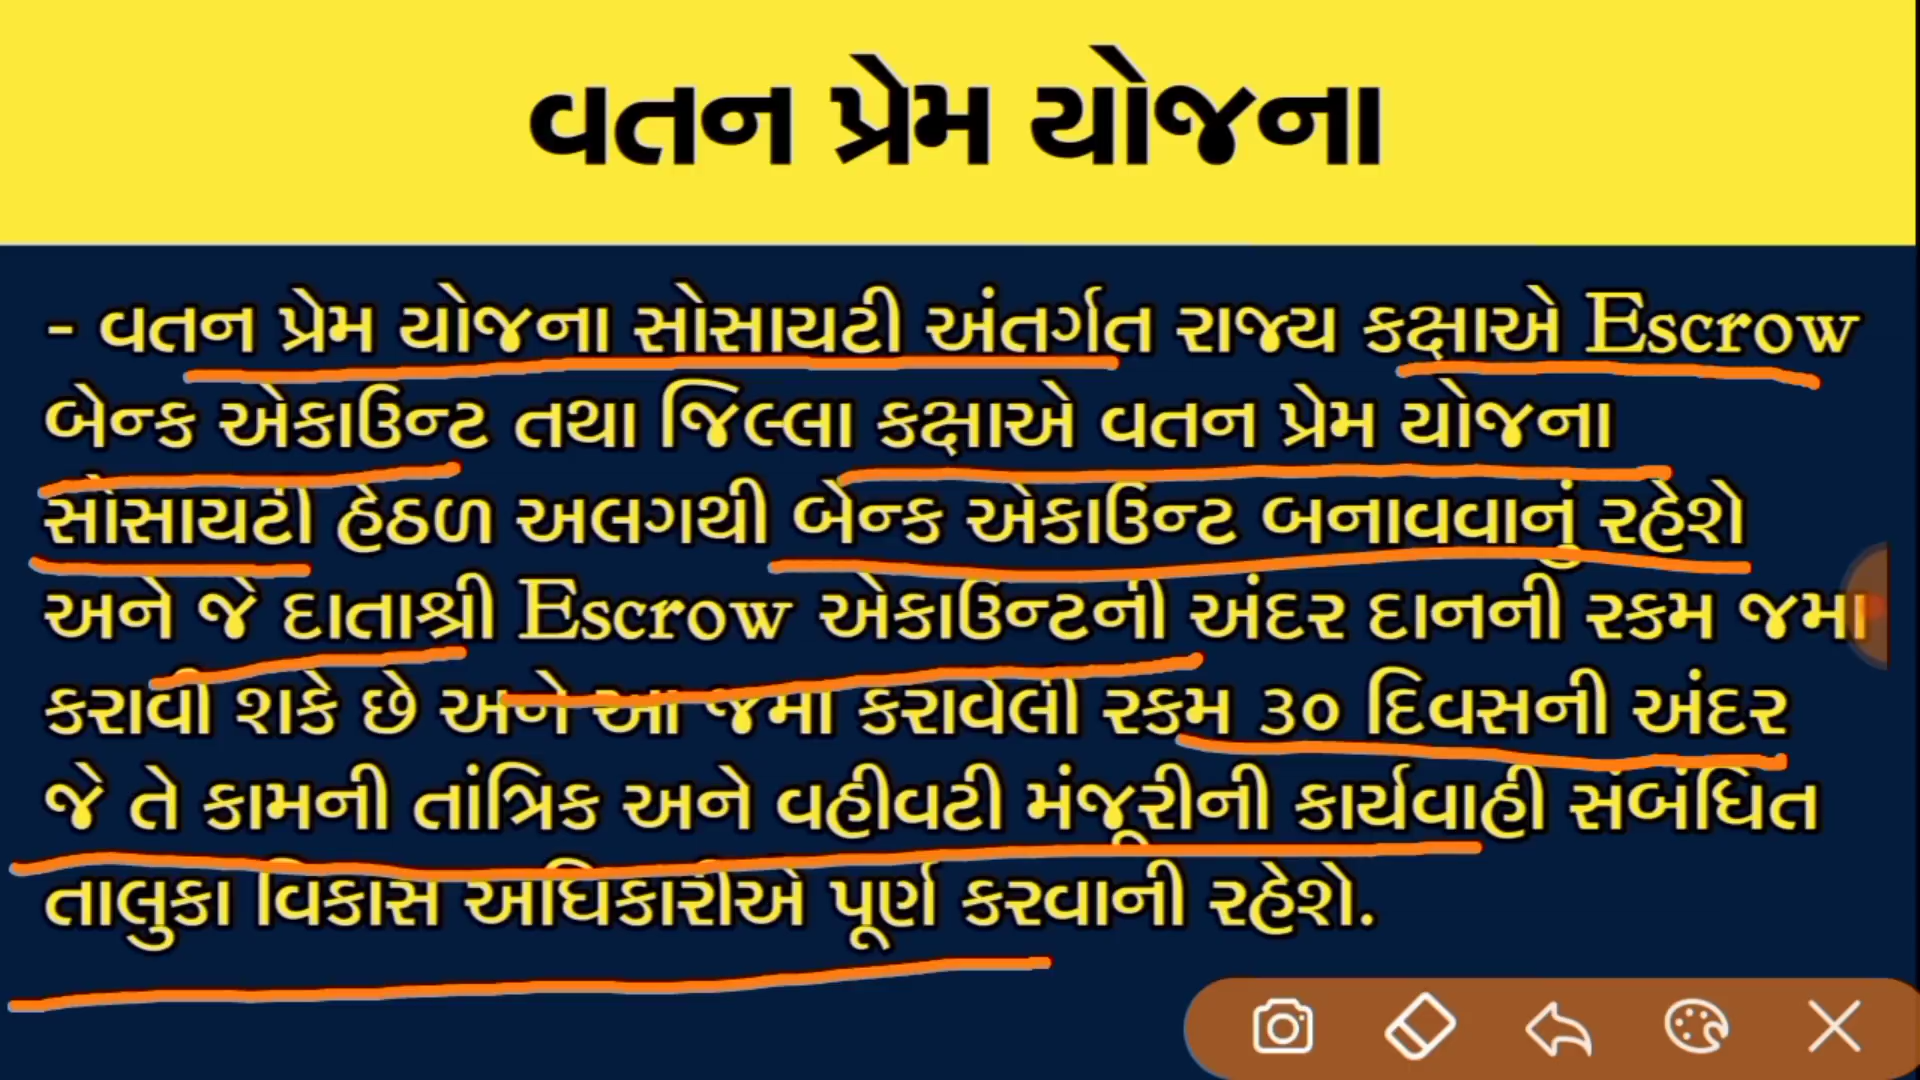 વતન પ્રેમ યોજના
- વતન પ્રેમ યોજના સોસાયટી અંતર્ગત રાજ્ય કક્ષાએ Escrow
બેન્ક એકાઉન્ટ તથા જિલ્લા કક્ષાએ વતન પ્રેમ યોજના
સોસાયટી હેઠળ અલગથી બેન્ક એકાઉન્ટ બનાવવાનું રહેશે
અને જે દાતાશ્રી Escrow એકાઉન્ટની અંદર દાનની રકમ જમા
કરાવી શકે છે અને આ જમા કરાવેલી રકમ ૩૦ દિવસની અંદર
જે તે કામની તાંત્રિક અને વહીવટી મંજૂરીની કાર્યવાહી સંબંધિત
તાલુકા વિકાસ અધિકારીએ પૂર્ણ કરવાની રહેશે.